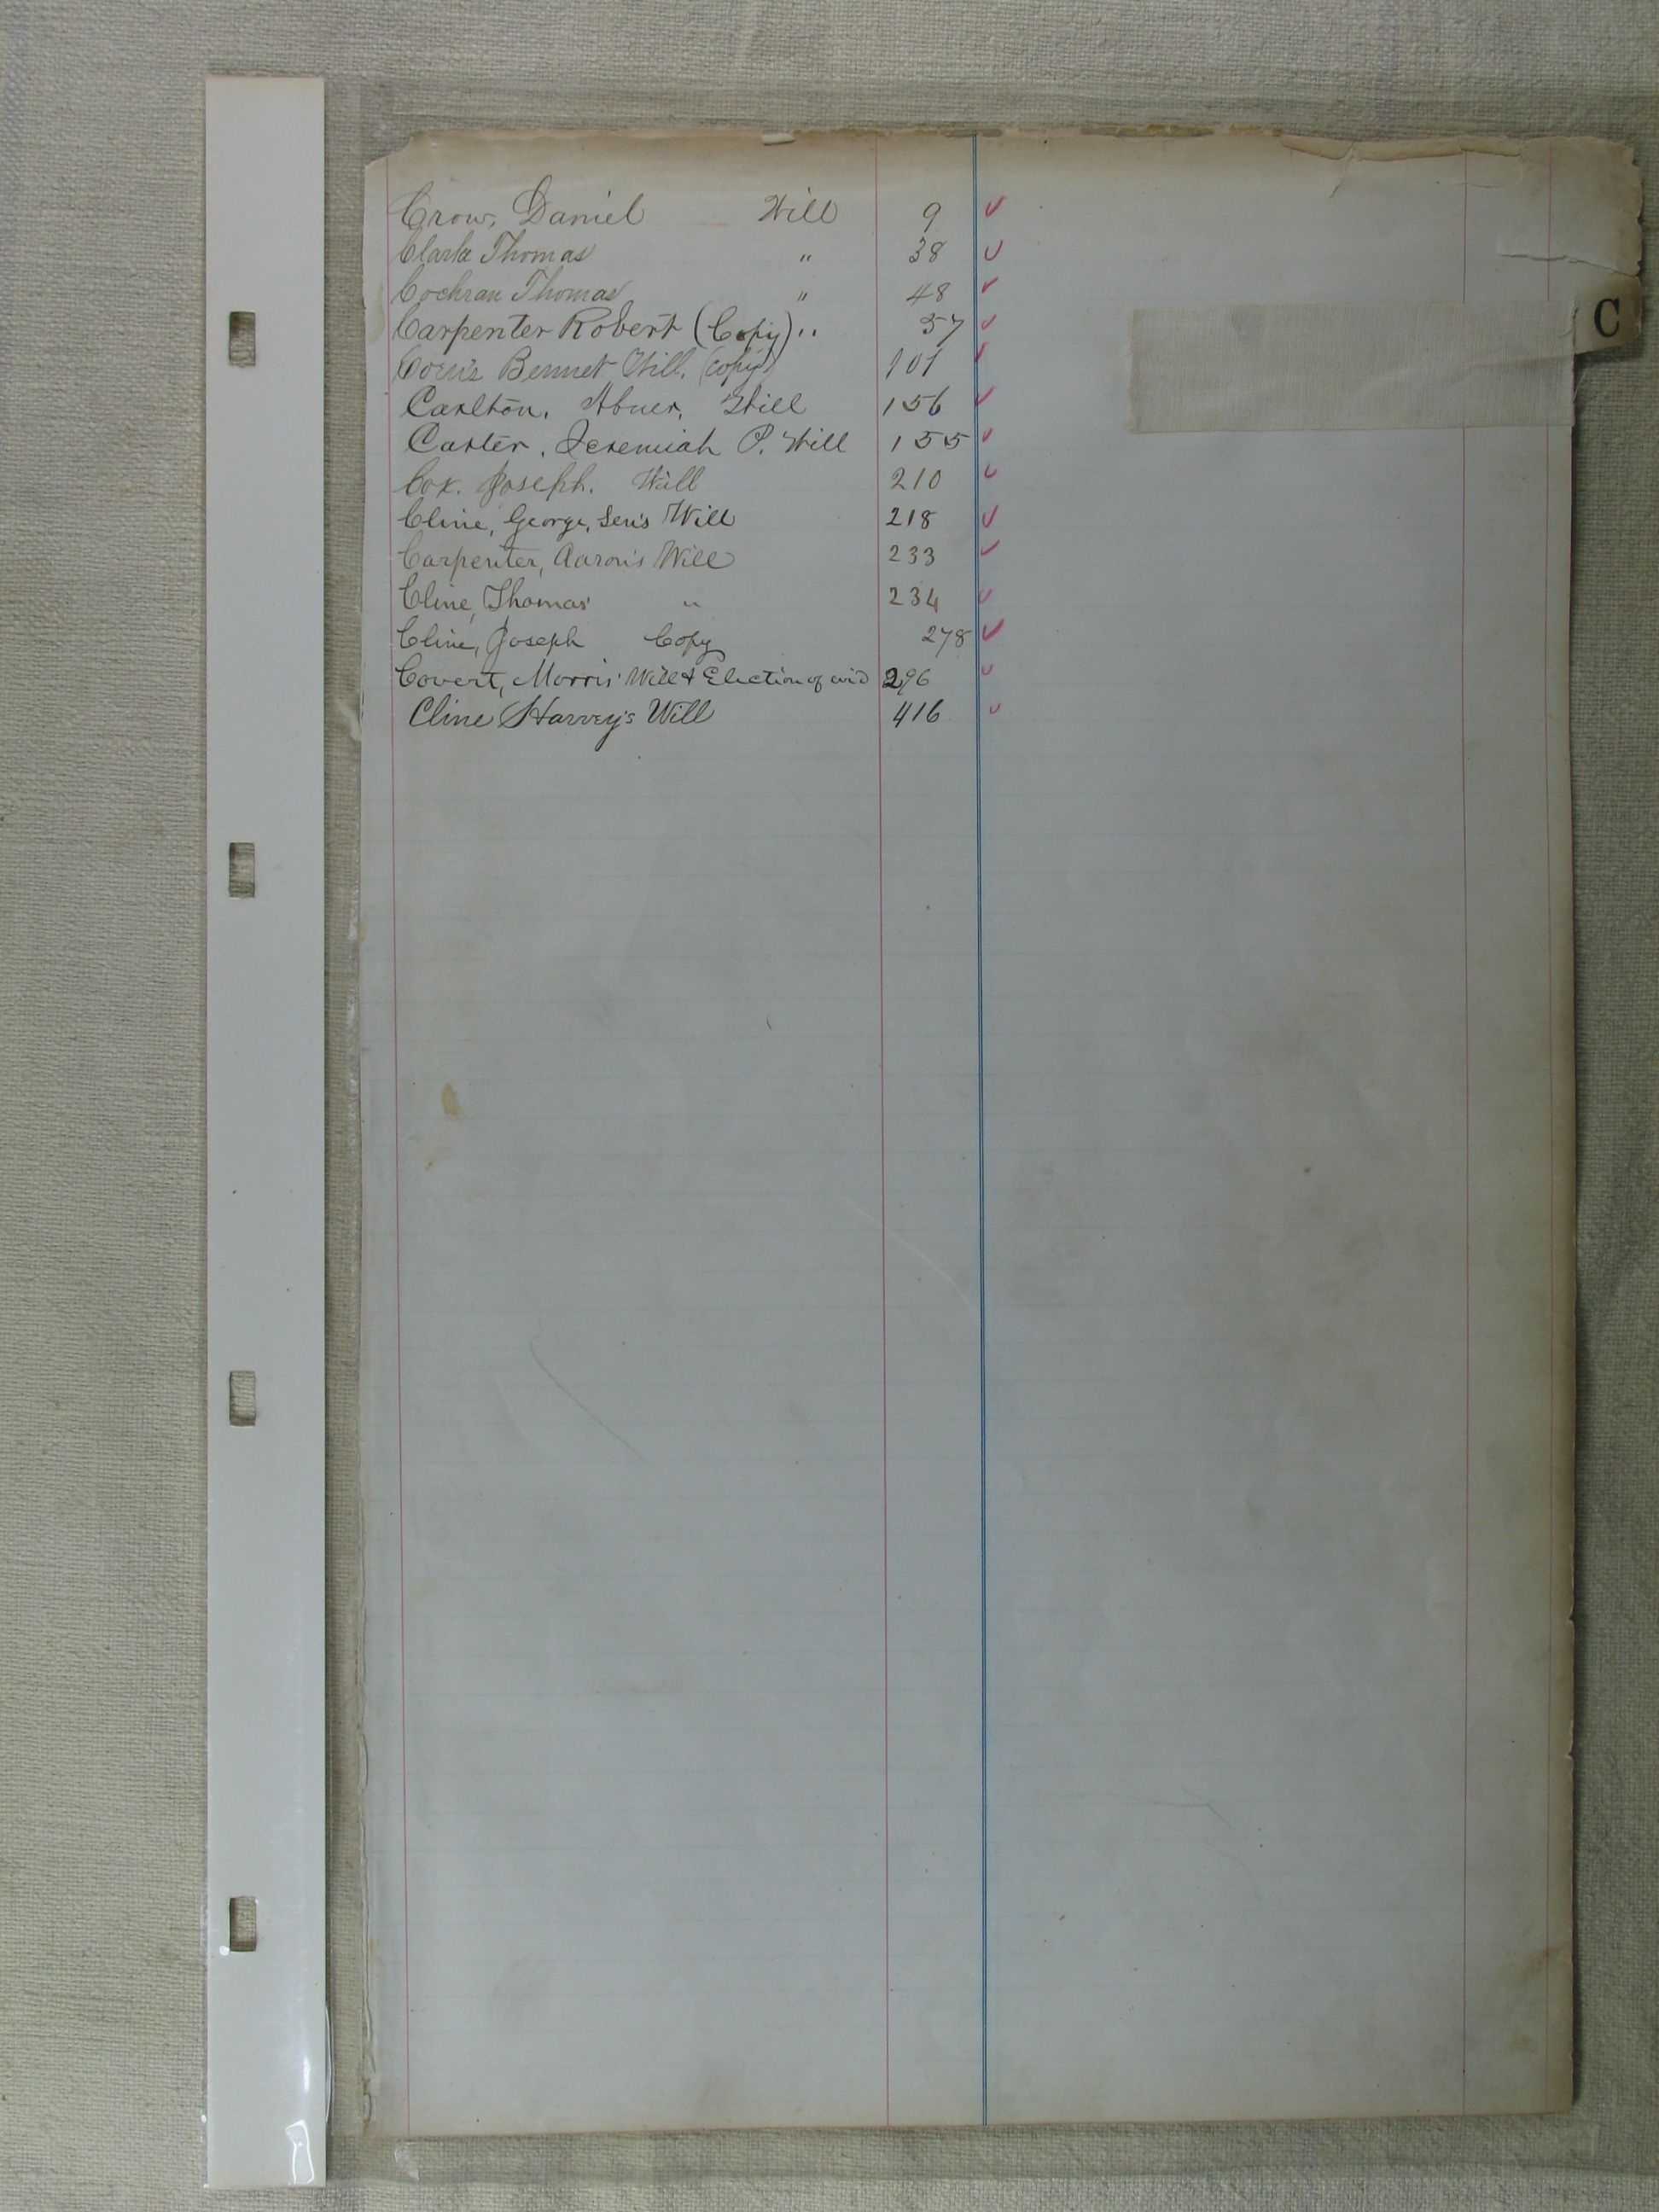 Crow, Daniel Will 9
Clark Thomas " 38
Cochran Thomas " 48
Carpenter Robert (Copy) " 57
C
Bennet Will. (copy) 101
Carlton, Abner, Will 156
Carter, Jeremiah P. Will 155
Cox. Joseph. Will 210
Cline, George, Sen's Will 218
Carpenter, Aaron's Will 233
Cline, Thomas' " 234
Cline, Joseph Copy 278
Covert, Morris' Will & Election of wid 296
Cline Harvey's Will 416